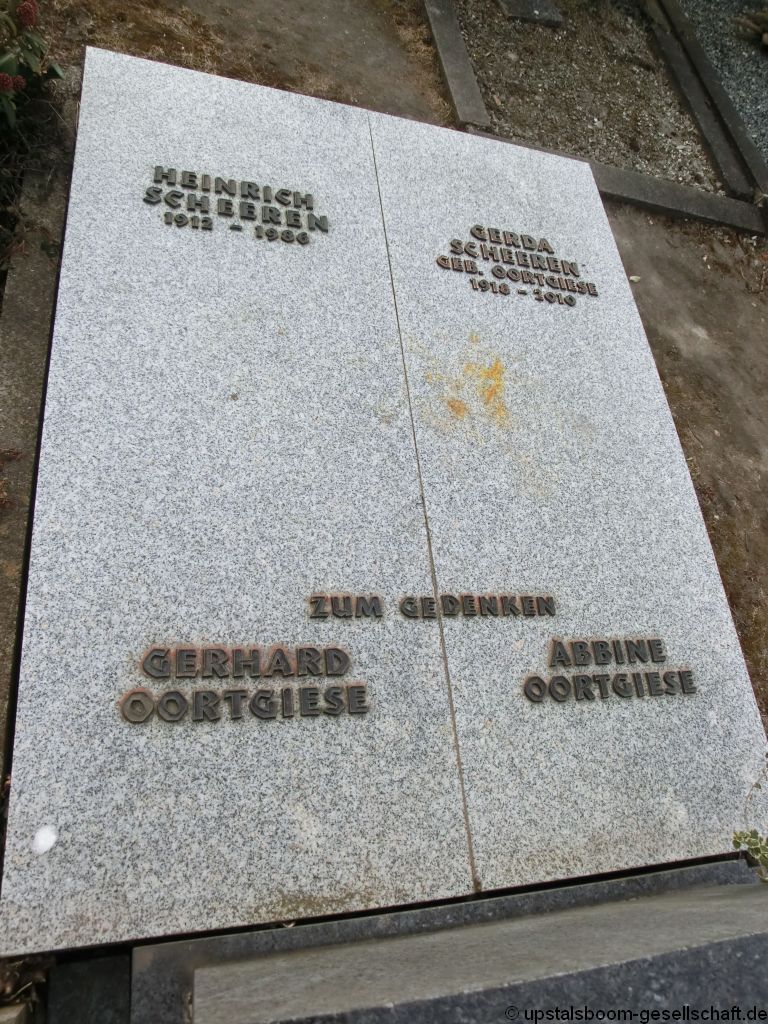 HEINRICH
SCHEEREN
1912 - 1986
GERDA
SCHEEREN
GEB. OORTGIESE
1918 - 2010
ZUM GEDENKEN
GERHARD
OORTGIESE
ABBINE
OORTGIESE
© upstalsboom-gesellschaft.de